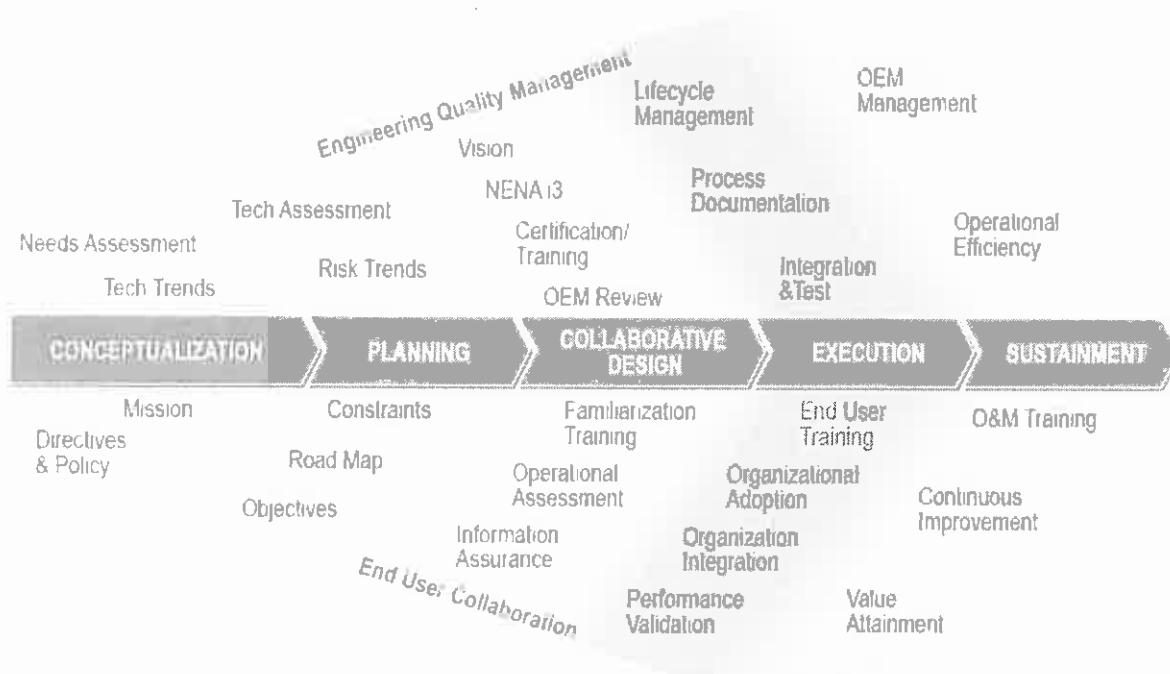 Engineering Quality Management
Lifecycle
Management
OEM
Management
Vision
NENA i3
Process
Documentation
Tech Assessment
Certification/
Training
Operational
Efficiency
Needs Assessment
Risk Trends
Integration
&Test
Tech Trends
OEM Review
CONCEPTUALIZATION
PLANNING
COLLABORATIVE
DESIGN
EXECUTION
SUSTAINMENT
Mission
Constraints
Familiarization
Training
End User
Training
O&M Training
Directives
& Policy
Road Map
Operational
Assessment
Organizational
Adoption
Objectives
Continuous
Improvement
Information
Assurance
Organization
Integration
End User Collaboration
Performance
Validation
Value
Attainment